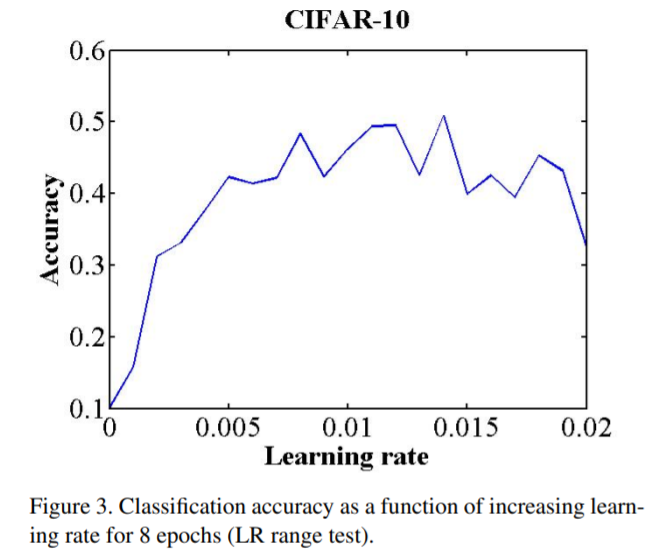 CIFAR-10
0.6
0.5
0.4
0.3
0.2
0.1
Accuracy
0 0.005 0.01 0.015 0.02
Learning rate
Figure 3. Classification accuracy as a function of increasing learn-
ing rate for 8 epochs (LR range test).